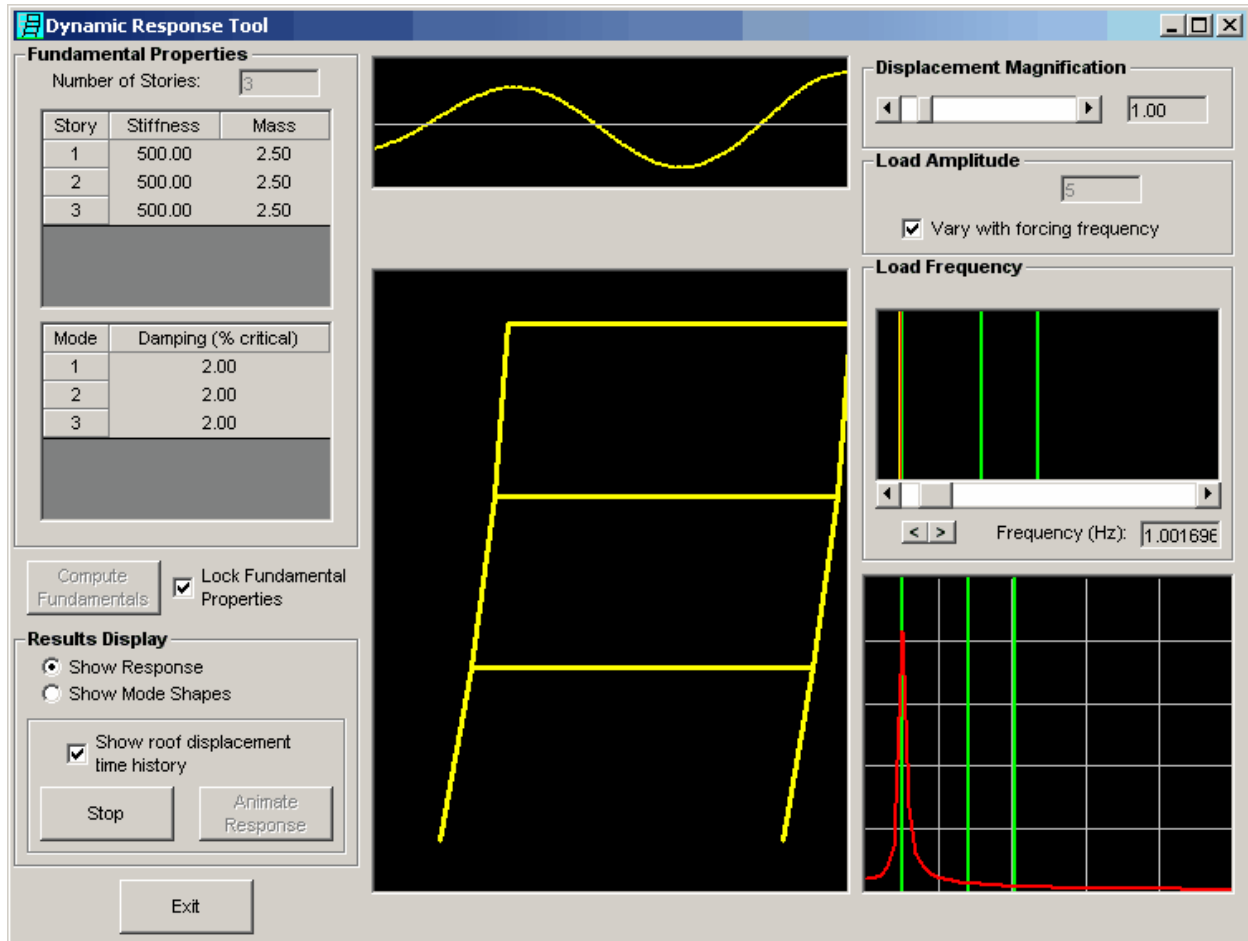 Dynamic Response Tool
Fundamental Properties
Number of Stories: 3
Story Stiffness Mass
1 500.00 2.50
2 500.00 2.50
3 500.00 2.50
Mode Damping (% critical)
1 2.00
2 2.00
3 2.00
Compute
Fundamentals
Lock Fundamental
Properties
Results Display
Show Response
Show Mode Shapes
Show roof displacement
time history
Stop
Animate
Response
Exit
Displacement Magnification
1.00
Load Amplitude
5
Vary with forcing frequency
Load Frequency
< >
Frequency (Hz): 1.001696